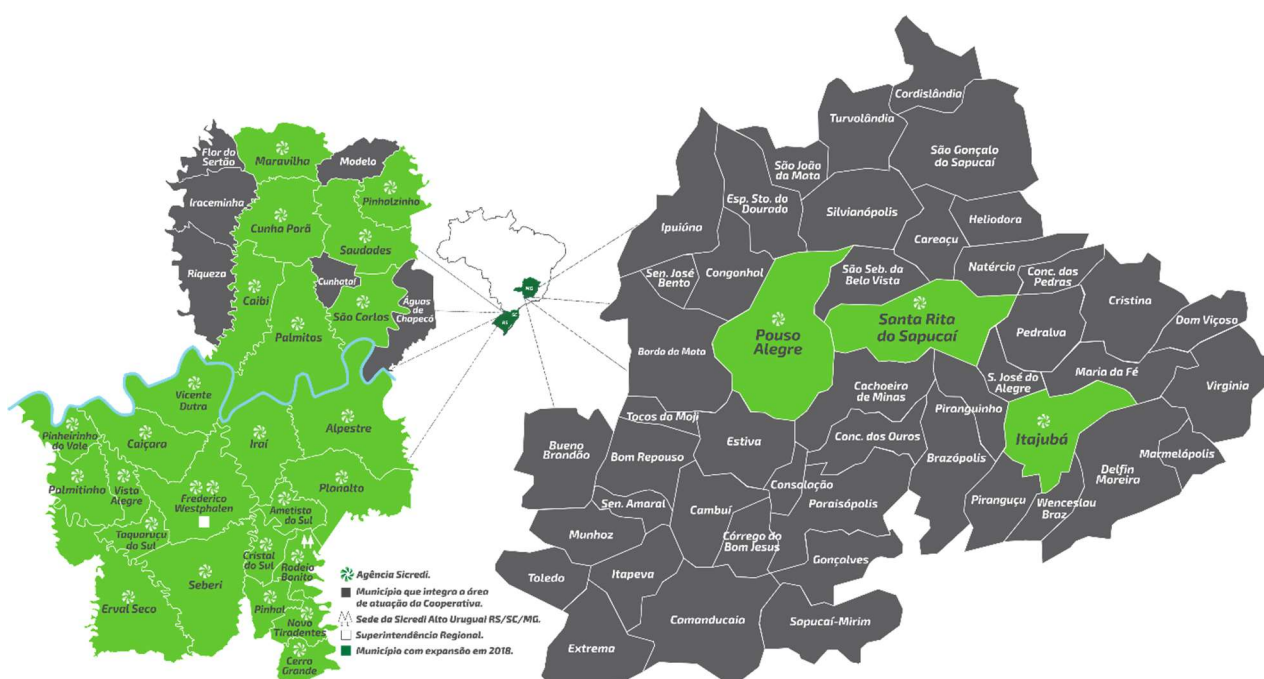 Flor do
Sertão
Maravilha
Modelo
Iraceminha
Pinhalzinho
Cunha Porã
Saudades
Riqueza
Cunhataí
Caibi
São Carlos
Águas
de
Chapecó
Palmitos
Vicente
Dutra
Pinheirinho
do Vale
Caiçara
Iraí
Alpestre
Palmitinho
Vista
Alegre
Frederico
Westphalen
Planalto
Ametista
do Sul
Taquaruçu
do Sul
Cristal
do Sul
Rodeio
Bonito
Seberi
Erval Seco
Pinhal
Novo
Tiradentes
Cerro
Grande
MG
SC
RS
Agência Sicredi.
Município que integra a área
de atuação da Cooperativa.
Sede da Sicredi Alto Uruguai RS/SC/MG.
Superintendência Regional.
Município com expansão em 2018.
Cordislândia
Turvolândia
São Gonçalo
do Sapucaí
São João
da Mata
Esp. Sto. do
Dourado
Silvianópolis
Heliodora
Ipuiúna
Careaçu
Sen. José
Bento
Congonhal
São Seb. da
Bela Vista
Natércia
Conc. das
Pedras
Cristina
Dom Viçoso
Pouso
Alegre
Santa Rita
do Sapucaí
Pedralva
Borda da Mata
Virginia
Maria da Fé
S. José do
Alegre
Cachoeira
de Minas
Piranguinho
Tocos do Moji
Itajubá
Estiva
Conc. dos Ouros
Bueno
Brandão
Bom Repouso
Brazópolis
Marmelópolis
Delfin
Moreira
Consolação
Paraisópolis
Piranguçu
Wenceslau
Braz
Sen. Amaral
Cambuí
Munhoz
Córrego do
Bom Jesus
Gonçalves
Toledo
Itapeva
Camanducaia
Sapucaí-Mirim
Extrema